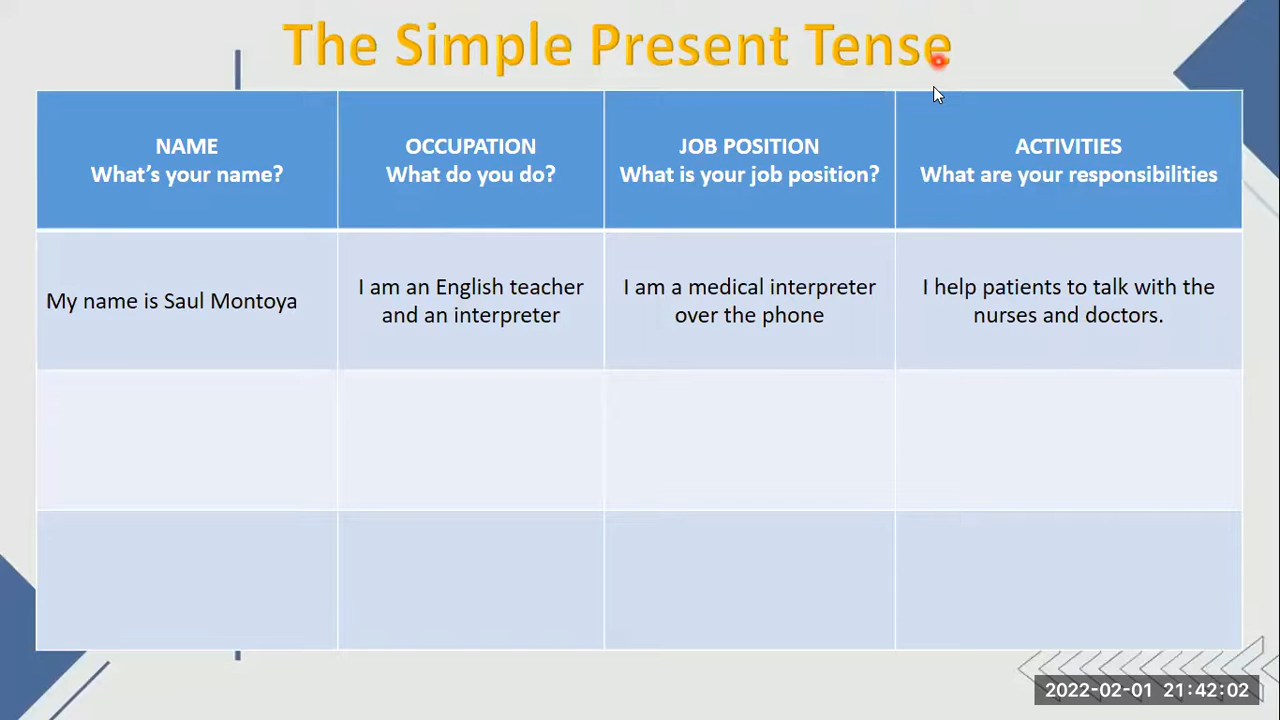 The Simple Present Tense
NAME
What's your name?
OCCUPATION
What do you do?
JOB POSITION
What is your job position?
ACTIVITIES
What are your responsibilities
My name is Saul Montoya
I am an English teacher
and an interpreter
I am a medical interpreter
over the phone
I help patients to talk with the
nurses and doctors.
2022-02-01 21:42:02